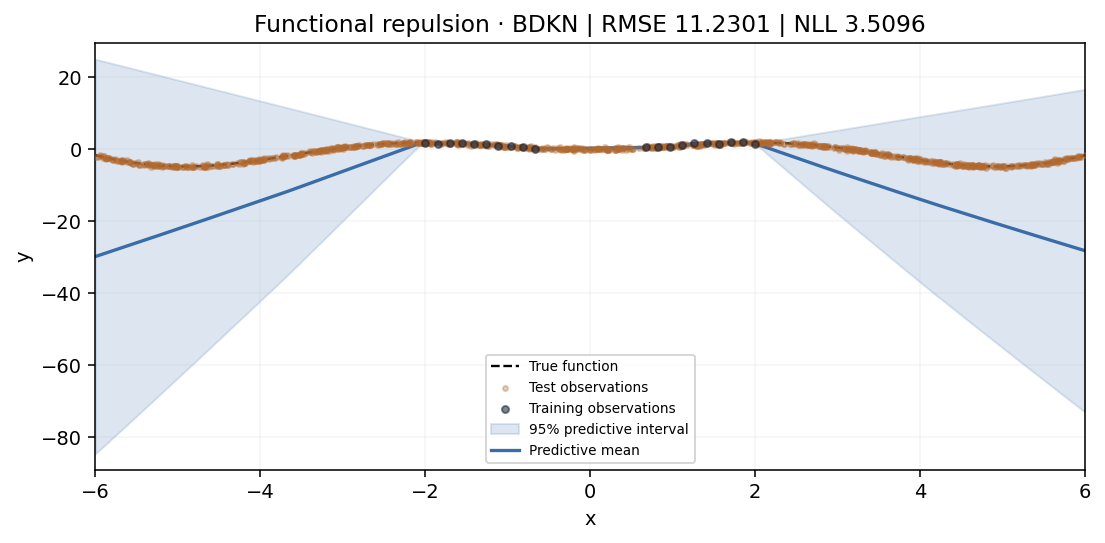 Functional repulsion · BDKN | RMSE 11.2301 | NLL 3.5096
20
0
−20
−40
−60
−80
y
True function
Test observations
Training observations
95% predictive interval
Predictive mean
−6
−4
−2
0
2
4
6
x